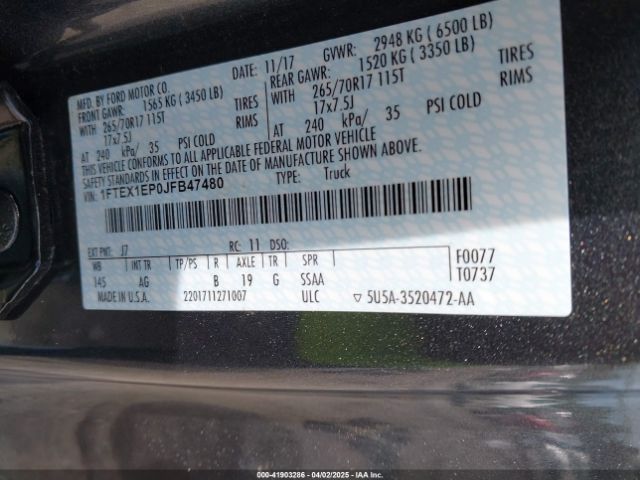 MFD. BY FORD MOTOR CO.
DATE: 11/17 GVWR: 2948 KG ( 6500 LB)
FRONT GAWR: 1565 KG ( 3450 LB) REAR GAWR: 1520 KG ( 3350 LB)
WITH 265/70R17 115T TIRES WITH 265/70R17 115T TIRES
17x7.5J RIMS 17x7.5J RIMS
AT 240 kPa/ 35 PSI COLD AT 240 kPa/ 35 PSI COLD
THIS VEHICLE CONFORMS TO ALL APPLICABLE FEDERAL MOTOR VEHICLE
SAFETY STANDARDS IN EFFECT ON THE DATE OF MANUFACTURE SHOWN ABOVE.
VIN: 1FTEX1EP0JFB47480 TYPE: Truck
EXT PNT: J7 RC: 11 DSO: F0077
WB INT TR TP/PS R AXLE TR SPR T0737
145 AG B 19 G SSAA
MADE IN U.S.A. 2201711271007 ULC ▽ 5U5A-3520472-AA
000-41903286 - 04/02/2025 - IAAI.COM